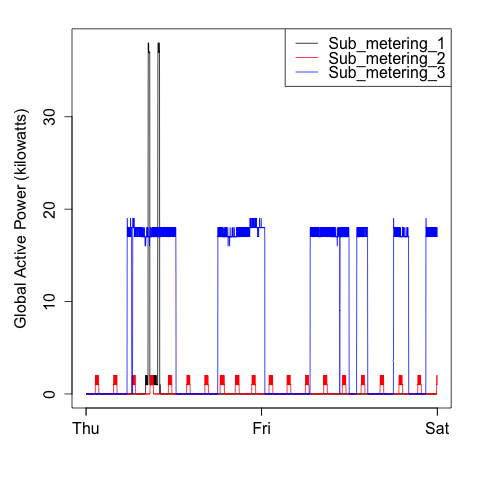 Sub_metering_1
Sub_metering_2
Sub_metering_3
Global Active Power (kilowatts)
30
20
10
0
Thu Fri Sat